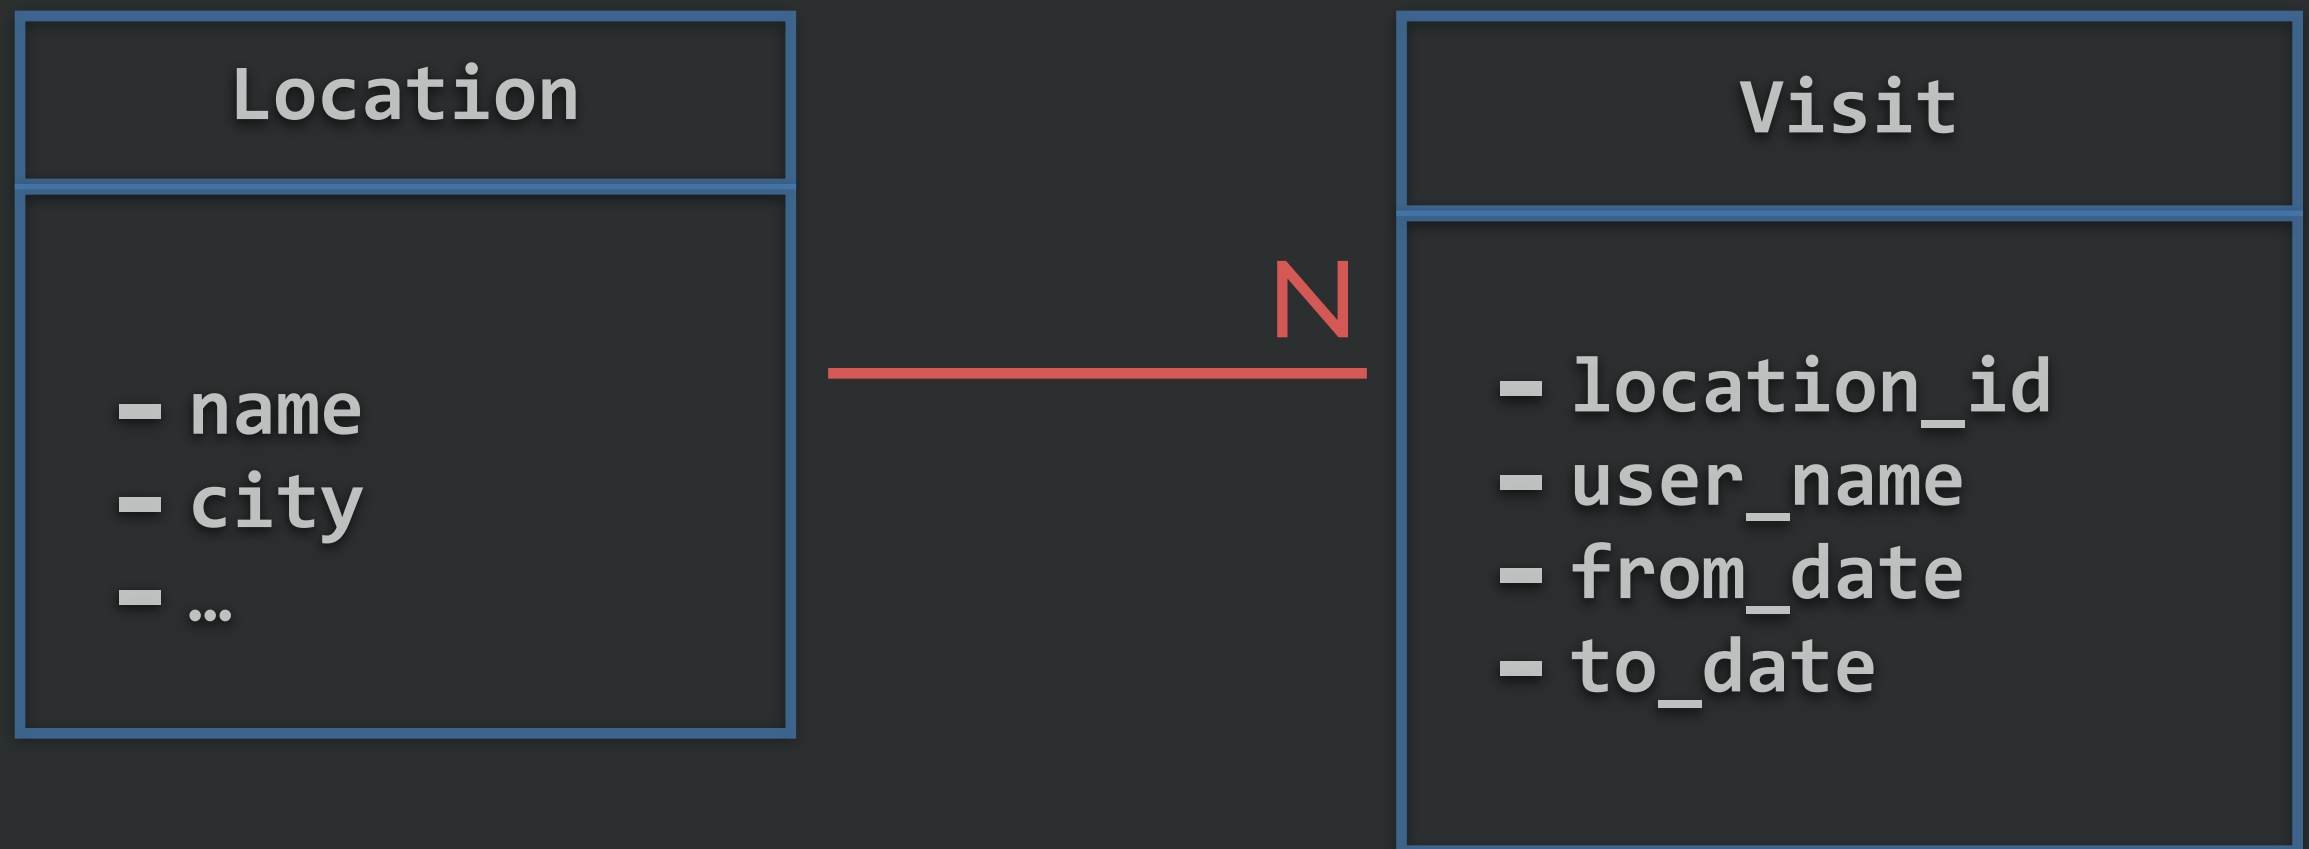 Location
- name
- city
- …
N
Visit
- location_id
- user_name
- from_date
- to_date